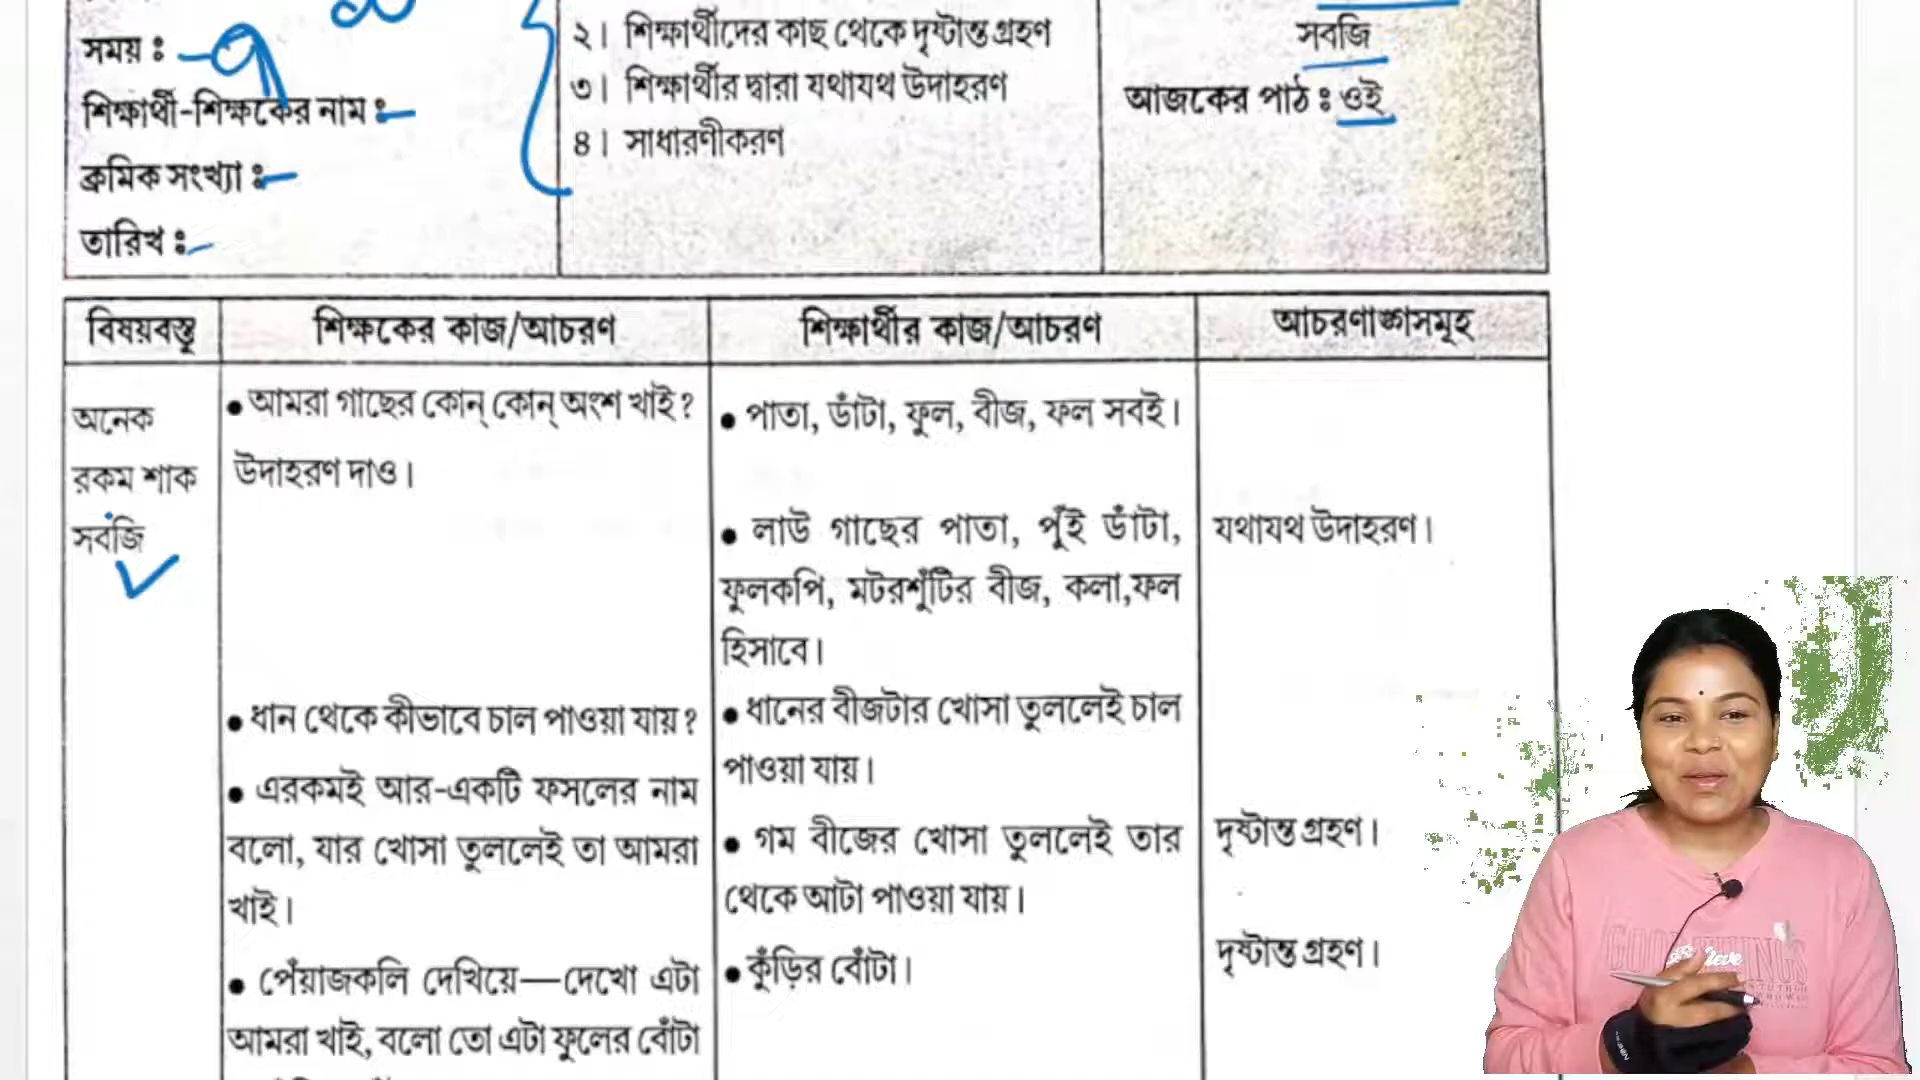 সময় ঃ
শিক্ষার্থী-শিক্ষকের নাম ঃ
ক্রমিক সংখ্যা ঃ
তারিখ ঃ
২। শিক্ষার্থীদের কাছ থেকে দৃষ্টান্ত গ্রহণ
৩। শিক্ষার্থীর দ্বারা যথাযথ উদাহরণ
৪। সাধারণীকরণ
সবজি
আজকের পাঠ ঃ ওই
বিষয়বস্তু
শিক্ষকের কাজ/আচরণ
শিক্ষার্থীর কাজ/আচরণ
আচরণাঙ্গসমূহ
অনেক
রকম শাক
সবজি
• আমরা গাছের কোন্ কোন্ অংশ খাই?
উদাহরণ দাও।
• পাতা, ডাঁটা, ফুল, বীজ, ফল সবই।
• লাউ গাছের পাতা, পুঁই ডাঁটা,
ফুলকপি, মটরশুঁটির বীজ, কলা,ফল
হিসাবে।
যথাযথ উদাহরণ।
• ধান থেকে কীভাবে চাল পাওয়া যায়?
• ধানের বীজটার খোসা তুললেই চাল
পাওয়া যায়।
• এরকমই আর-একটি ফসলের নাম
বলো, যার খোসা তুললেই তা আমরা
খাই।
• গম বীজের খোসা তুললেই তার
থেকে আটা পাওয়া যায়।
দৃষ্টান্ত গ্রহণ।
• পেঁয়াজকলি দেখিয়ে—দেখো এটা
আমরা খাই, বলো তো এটা ফুলের বোঁটা
• কুঁড়ির বোঁটা।
দৃষ্টান্ত গ্রহণ।